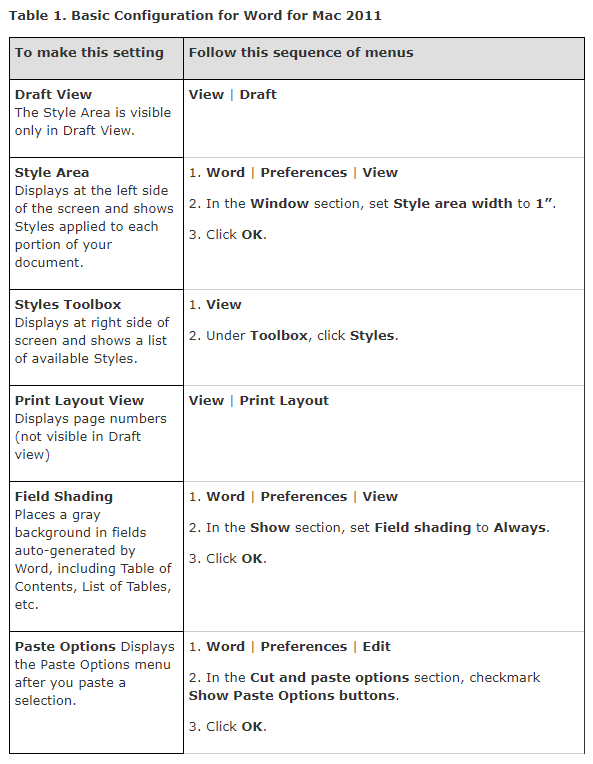 Table 1. Basic Configuration for Word for Mac 2011
To make this setting
Follow this sequence of menus
Draft View
The Style Area is visible
only in Draft View.
View | Draft
Style Area
Displays at the left side
of the screen and shows
Styles applied to each
portion of your
document.
1. Word | Preferences | View
2. In the Window section, set Style area width to 1”.
3. Click OK.
Styles Toolbox
Displays at right side of
screen and shows a list
of available Styles.
1. View
2. Under Toolbox, click Styles.
Print Layout View
Displays page numbers
(not visible in Draft
view)
View | Print Layout
Field Shading
Places a gray
background in fields
auto-generated by
Word, including Table of
Contents, List of Tables,
etc.
1. Word | Preferences | View
2. In the Show section, set Field shading to Always.
3. Click OK.
Paste Options Displays
the Paste Options menu
after you paste a
selection.
1. Word | Preferences | Edit
2. In the Cut and paste options section, checkmark
Show Paste Options buttons.
3. Click OK.